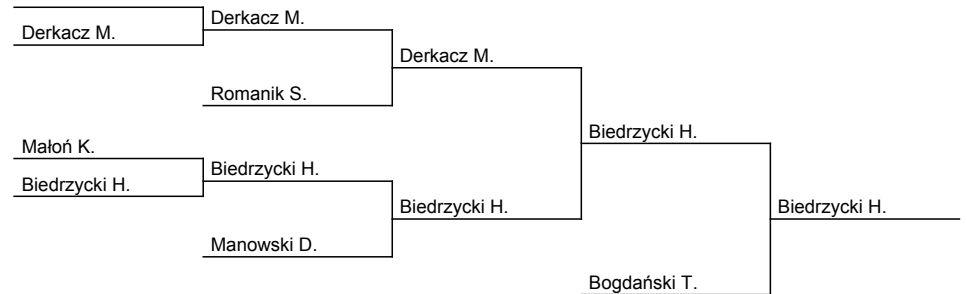 Derkacz M.
Derkacz M.
Derkacz M.
Romanik S.
Biedrzycki H.
Małoń K.
Biedrzycki H.
Biedrzycki H.
Biedrzycki H.
Biedrzycki H.
Manowski D.
Bogdański T.